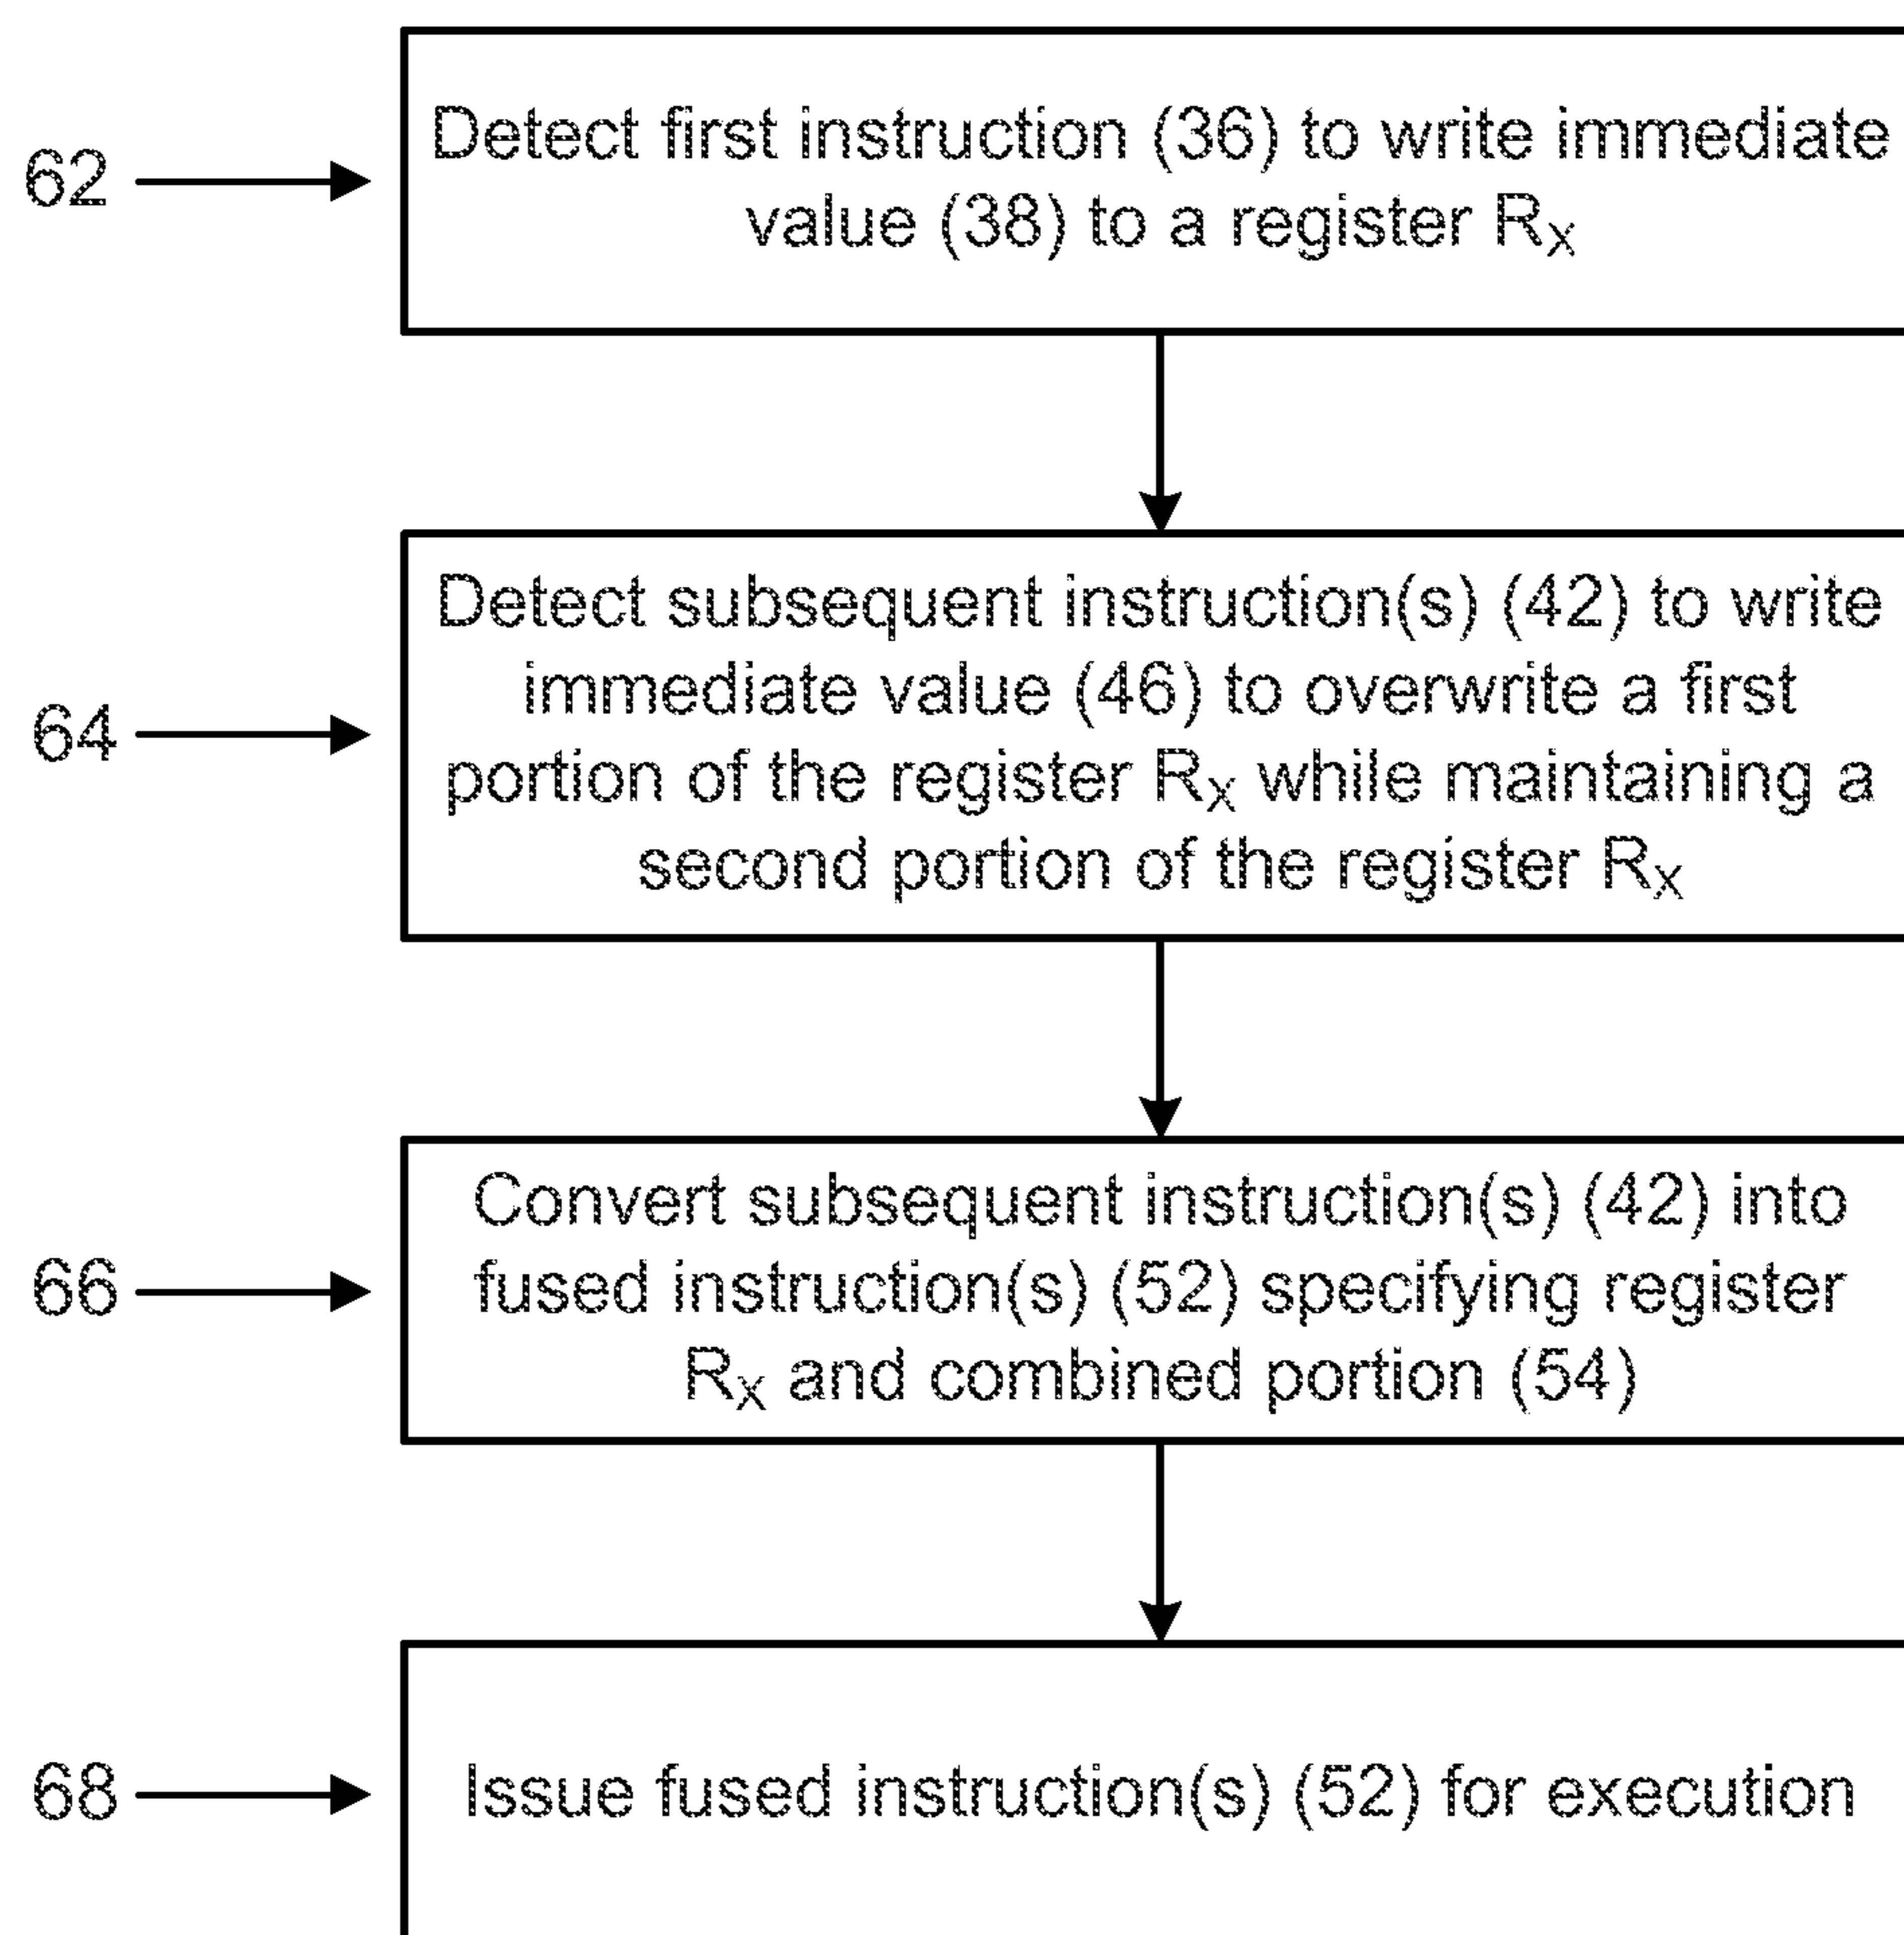 62
Detect first instruction (36) to write immediate
value (38) to a register RX
64
Detect subsequent instruction(s) (42) to write
immediate value (46) to overwrite a first
portion of the register RX while maintaining a
second portion of the register RX
66
Convert subsequent instruction(s) (42) into
fused instruction(s) (52) specifying register
RX and combined portion (54)
68
Issue fused instruction(s) (52) for execution